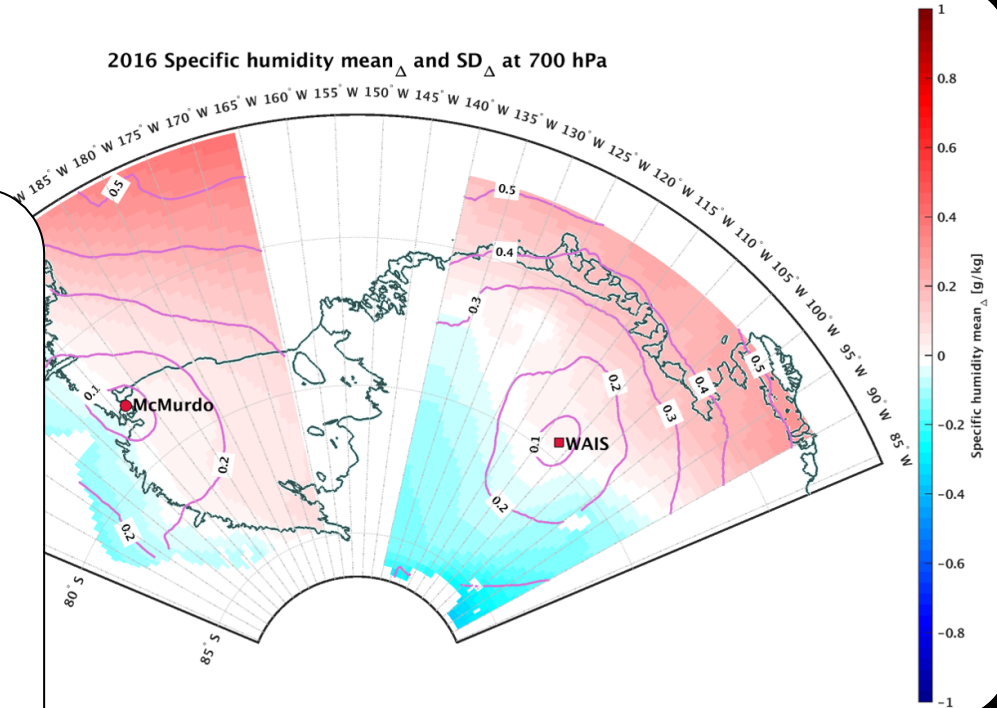 2016 Specific humidity mean Δ and SD Δ at 700 hPa
W
185° W
180° W
175° W
170° W
165° W
160° W
155° W
150° W
145° W
140° W
135° W
130° W
125° W
120° W
115° W
110° W
105° W
100° W
95° W
90° W
85° W
0.5
0.5
0.4
0.3
0.5
0.4
0.3
0.2
0.1
WAIS
0.2
0.1
McMurdo
0.2
0.2
80° S
85° S
1
0.8
0.6
0.4
0.2
0
-0.2
-0.4
-0.6
-0.8
-1
Specific humidity mean Δ [g/kg]